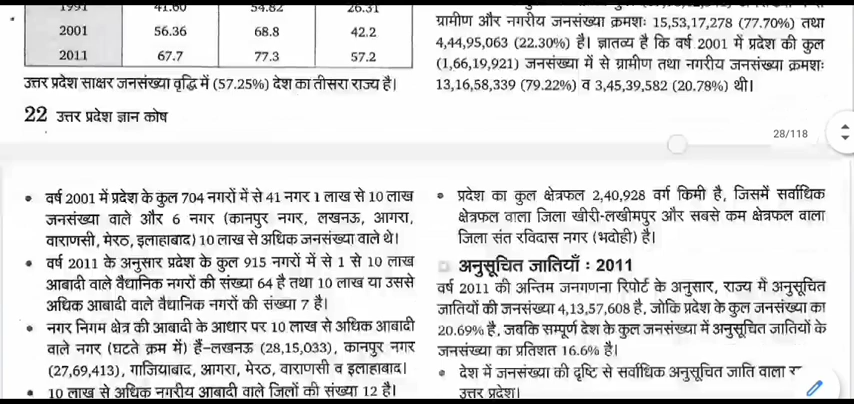 1991 41.60 54.82 26.31
2001 56.36 68.8 42.2
2011 67.7 77.3 57.2
उत्तर प्रदेश साक्षर जनसंख्या वृद्धि में (57.25%) देश का तीसरा राज्य है।
22 उत्तर प्रदेश ज्ञान कोष
ग्रामीण और नगरीय जनसंख्या क्रमशः 15,53,17,278 (77.70%) तथा
4,44,95,063 (22.30%) है। ज्ञातव्य है कि वर्ष 2001 में प्रदेश की कुल
(1,66,19,921) जनसंख्या में से ग्रामीण तथा नगरीय जनसंख्या क्रमशः
13,16,58,339 (79.22%) व 3,45,39,582 (20.78%) थी।
28/118
• वर्ष 2001 में प्रदेश के कुल 704 नगरों में से 41 नगर 1 लाख से 10 लाख
जनसंख्या वाले और 6 नगर (कानपुर नगर, लखनऊ, आगरा,
वाराणसी, मेरठ, इलाहाबाद) 10 लाख से अधिक जनसंख्या वाले थे।
• वर्ष 2011 के अनुसार प्रदेश के कुल 915 नगरों में से 1 से 10 लाख
आबादी वाले वैधानिक नगरों की संख्या 64 है तथा 10 लाख या उससे
अधिक आबादी वाले वैधानिक नगरों की संख्या 7 है।
• नगर निगम क्षेत्र की आबादी के आधार पर 10 लाख से अधिक आबादी
वाले नगर (घटते क्रम में) हैं–लखनऊ (28,15,033), कानपुर नगर
(27,69,413), गाजियाबाद, आगरा, मेरठ, वाराणसी व इलाहाबाद।
• 10 लाख से अधिक नगरीय आबादी वाले जिलों की संख्या 12 है।
• प्रदेश का कुल क्षेत्रफल 2,40,928 वर्ग किमी है, जिसमें सर्वाधिक
क्षेत्रफल वाला जिला खीरी-लखीमपुर और सबसे कम क्षेत्रफल वाला
जिला संत रविदास नगर (भदोही) है।
अनुसूचित जातियाँ : 2011
वर्ष 2011 की अन्तिम जनगणना रिपोर्ट के अनुसार, राज्य में अनुसूचित
जातियों की जनसंख्या 4,13,57,608 है, जोकि प्रदेश के कुल जनसंख्या का
20.69% है, जबकि सम्पूर्ण देश के कुल जनसंख्या में अनुसूचित जातियों के
जनसंख्या का प्रतिशत 16.6% है।
• देश में जनसंख्या की दृष्टि से सर्वाधिक अनुसूचित जाति वाला
उत्तर प्रदेश।